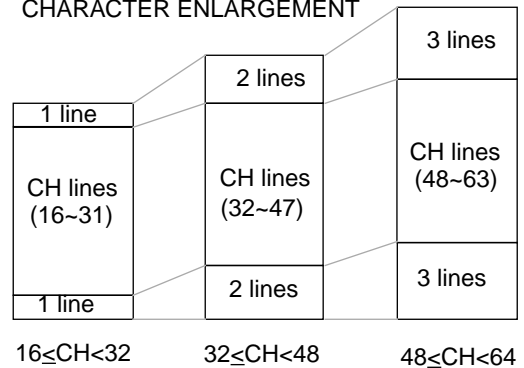 CHARACTER ENLARGEMENT
1 line
CH lines
(16~31)
1 line
16≤CH<32
2 lines
CH lines
(32~47)
2 lines
32≤CH<48
3 lines
CH lines
(48~63)
3 lines
48≤CH<64